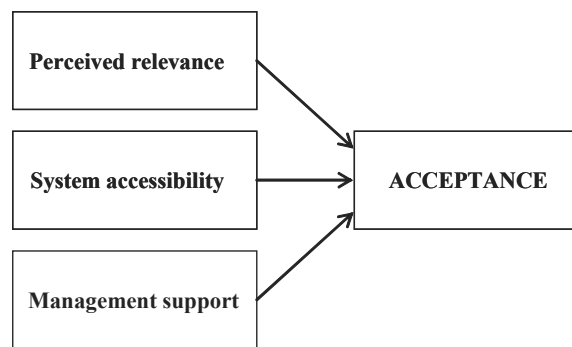 Perceived relevance
System accessibility
ACCEPTANCE
Management support